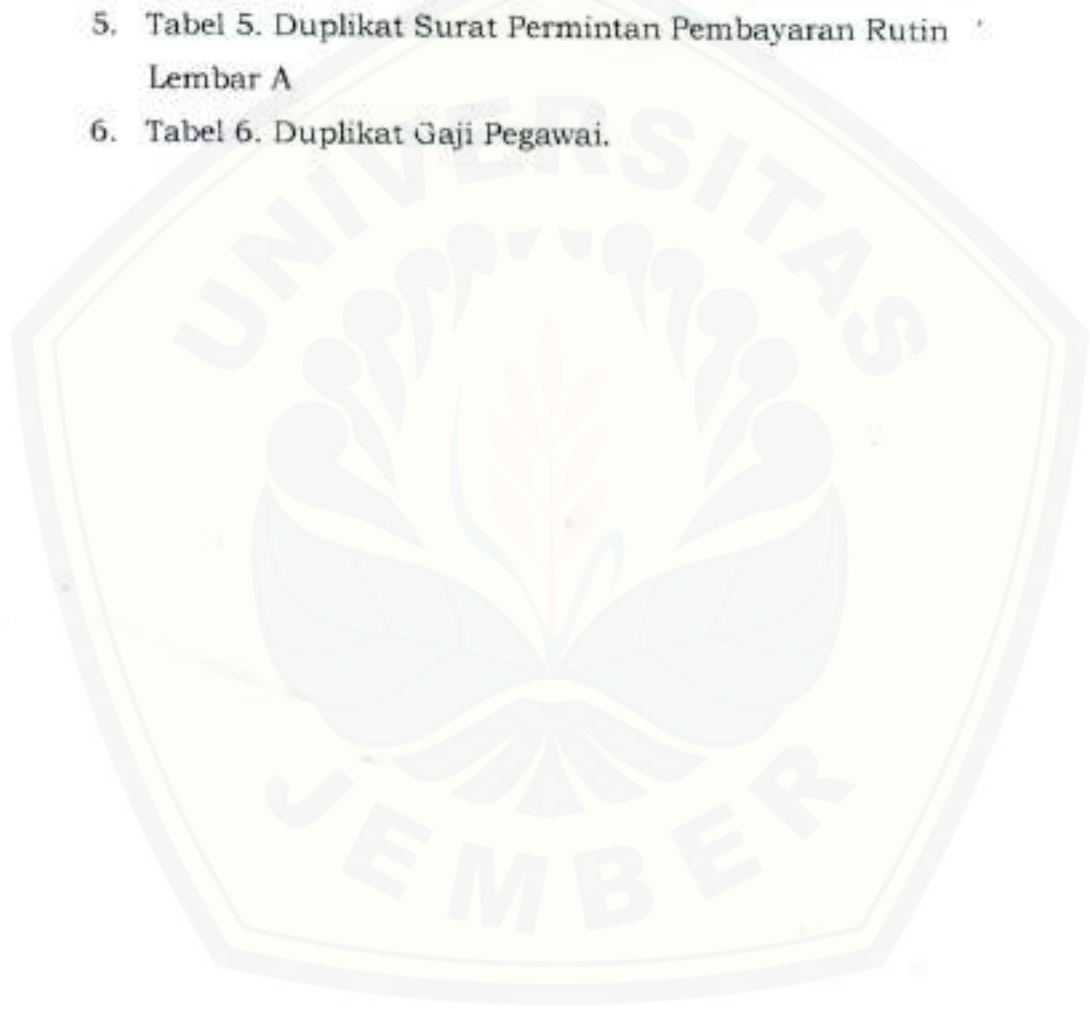 5. Tabel 5. Duplikat Surat Permintan Pembayaran Rutin
Lembar A
6. Tabel 6. Duplikat Gaji Pegawai.
UNIVERSITAS
JEMBER